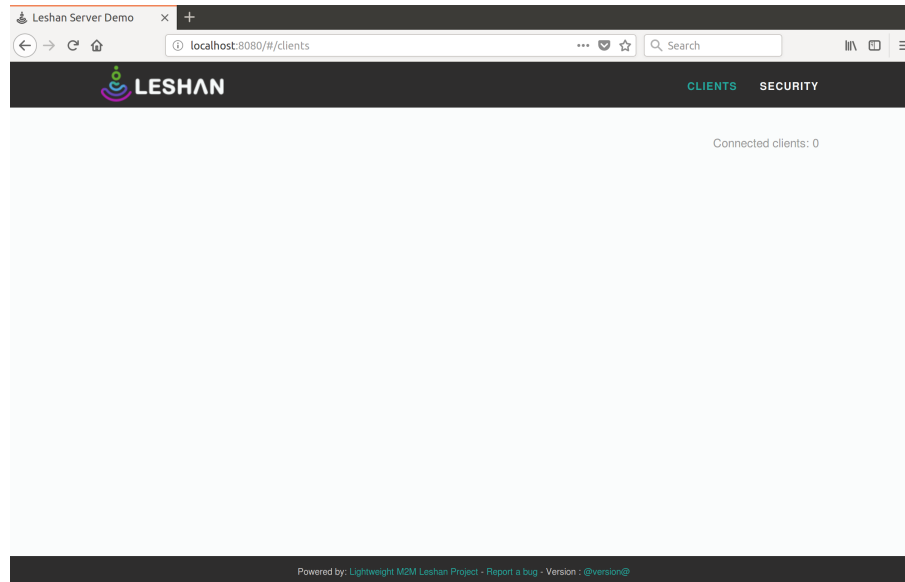 Leshan Server Demo
localhost:8080/#/clients
Search
LESHΛN
CLIENTS SECURITY
Connected clients: 0
Powered by: Lightweight M2M Leshan Project - Report a bug - Version : @version@